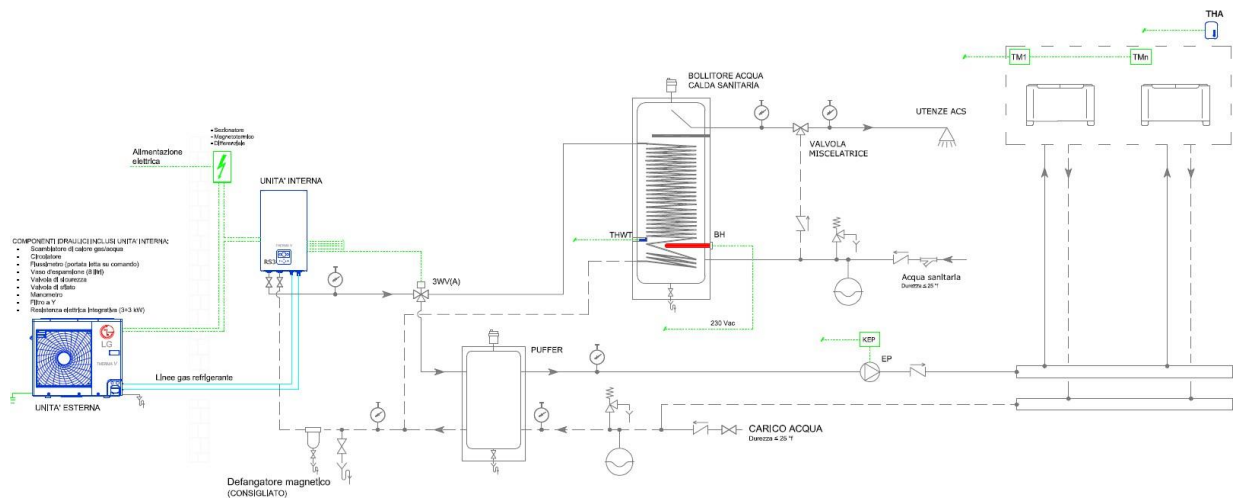 THA
TM1
TMn
BOLLITORE ACQUA
CALDA SANITARIA
UTENZE ACS
VALVOLA
MISCELATRICE
• Sezionatore
• Magnetotermico
• Differenziale
Alimentazione
elettrica
UNITA' INTERNA
RS3
COMPONENTI IDRAULICI INCLUSI UNITA' INTERNA:
• Scambiatore di calore gas/acqua
• Circolatore
• Flussimetro (portata letta su comando)
• Vaso d'espansione (8 litri)
• Valvola di sicurezza
• Valvola di sfiato
• Manometro
• Filtro a Y
• Resistenza elettrica integrativa (3+3 kW)
THWT
BH
3WV(A)
Acqua sanitaria
Durezza ≤ 25 °f
230 Vac
LG
THERMA V
Linee gas refrigerante
UNITA' ESTERNA
PUFFER
KEP
EP
CARICO ACQUA
Durezza ≤ 25 °f
Defangatore magnetico
(CONSIGLIATO)